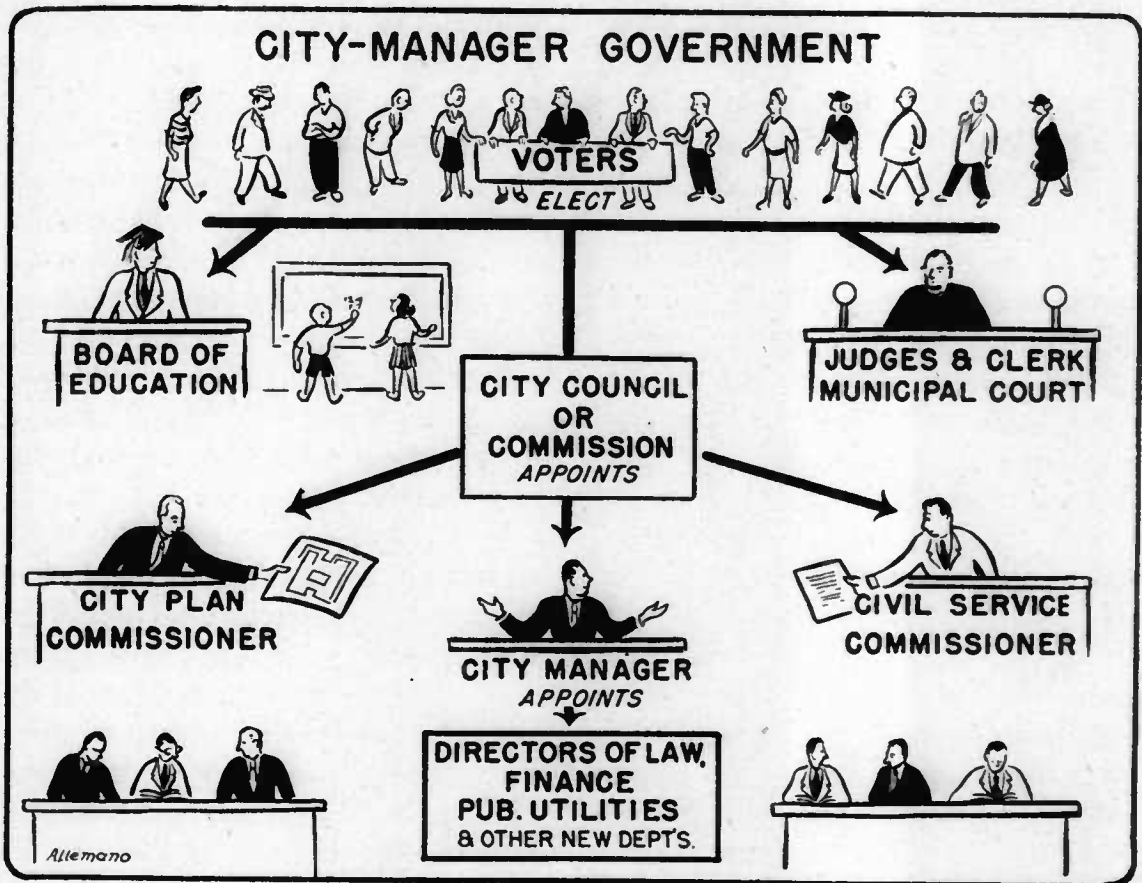 CITY-MANAGER GOVERNMENT
VOTERS
ELECT
BOARD OF
EDUCATION
JUDGES & CLERK
MUNICIPAL COURT
CITY COUNCIL
OR
COMMISSION
APPOINTS
CITY PLAN
COMMISSIONER
CITY MANAGER
APPOINTS
CIVIL SERVICE
COMMISSIONER
DIRECTORS OF LAW,
FINANCE
PUB. UTILITIES
& OTHER NEW DEPT'S.
Allemano